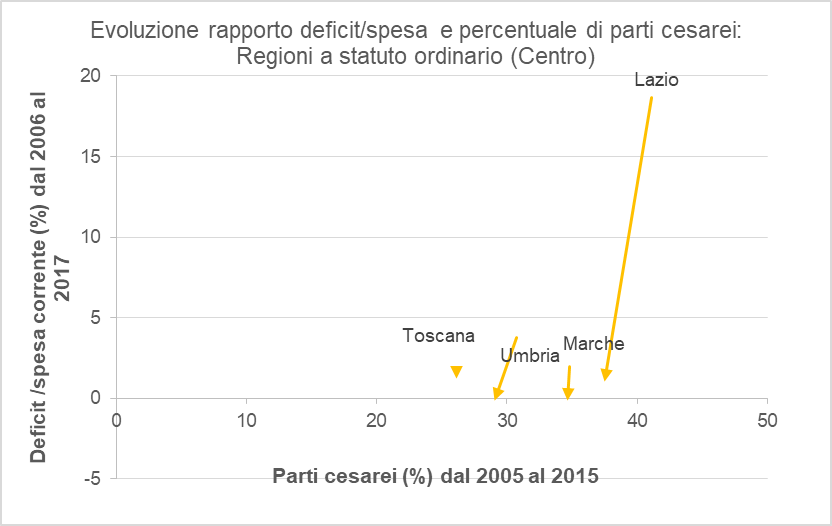 Evoluzione rapporto deficit/spesa e percentuale di parti cesarei:
Regioni a statuto ordinario (Centro)
Deficit /spesa corrente (%) dal 2006 al
2017
20
Lazio
15
10
5
Toscana
Umbria
Marche
0
0
10
20
30
40
50
-5
Parti cesarei (%) dal 2005 al 2015